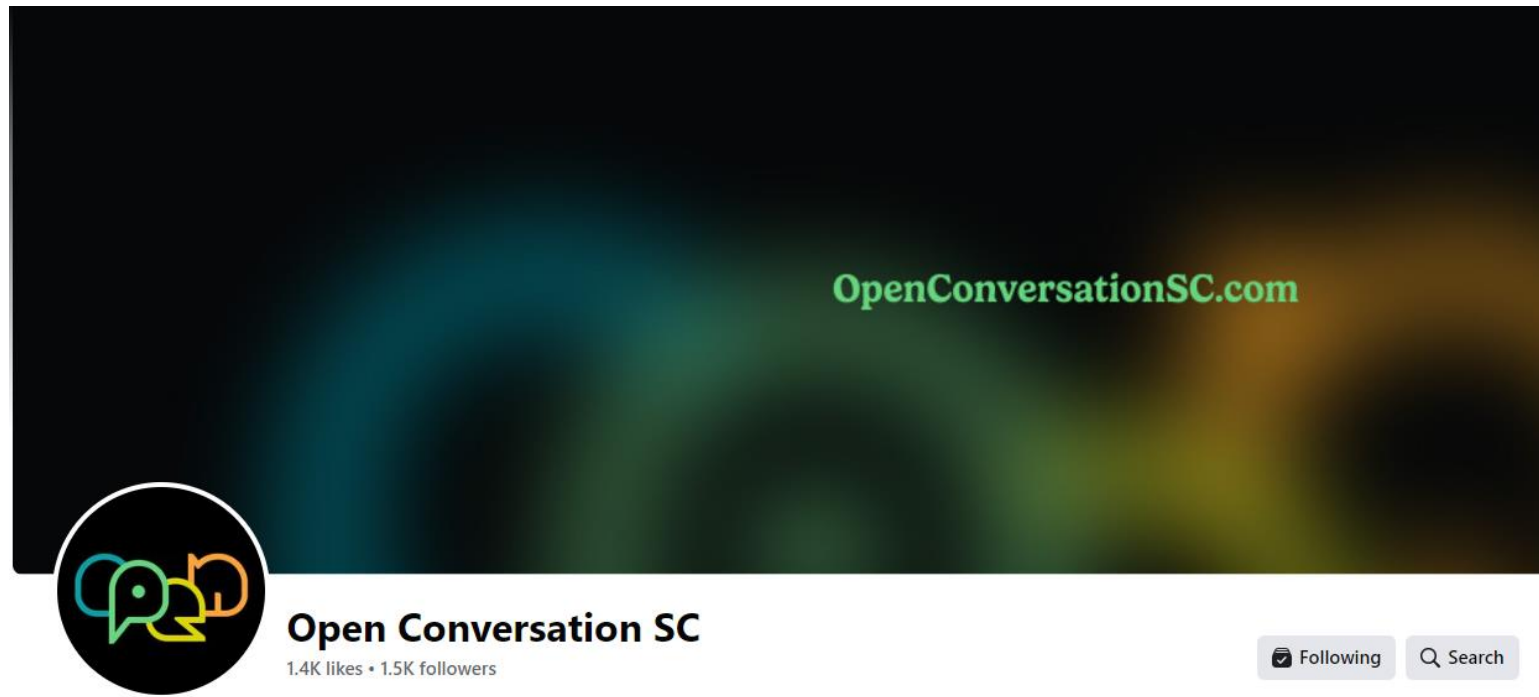 OpenConversationSC.com
open
Open Conversation SC
1.4K likes • 1.5K followers
Following
Search